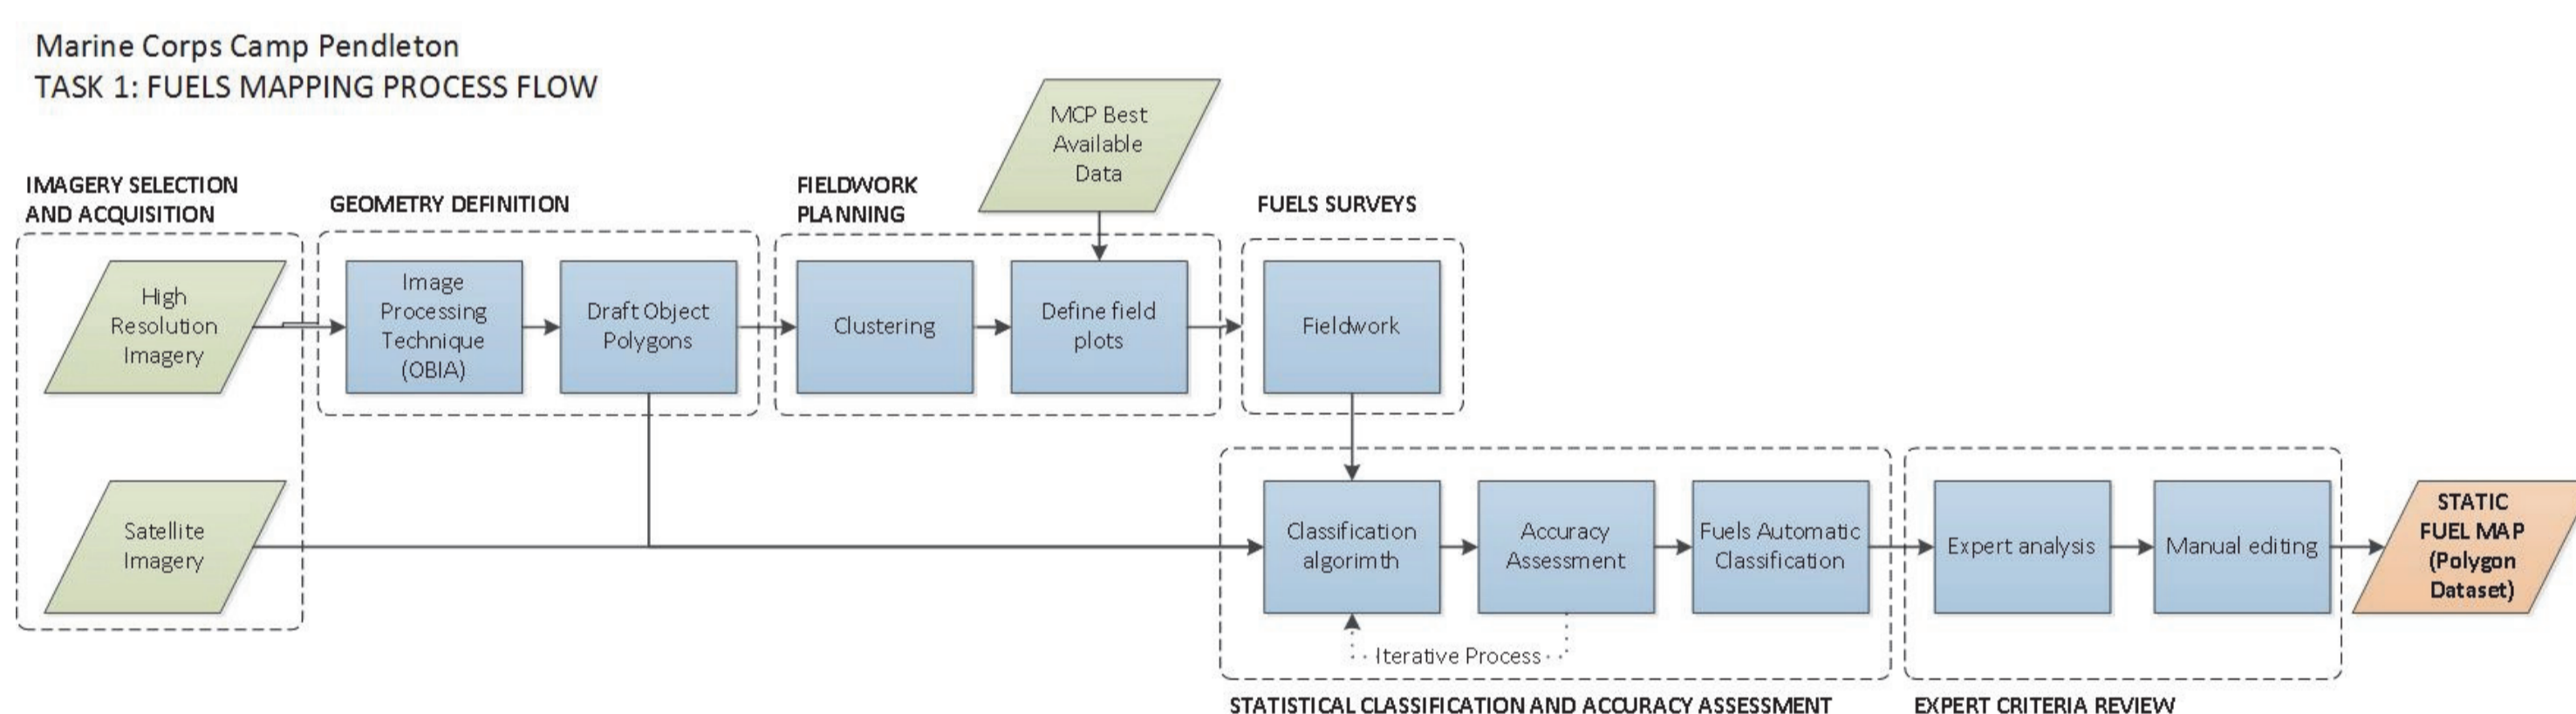 Marine Corps Camp Pendleton
TASK 1: FUELS MAPPING PROCESS FLOW
MCP Best
Available
Data
IMAGERY SELECTION
AND ACQUISITION
GEOMETRY DEFINITION
FIELDWORK
PLANNING
FUELS SURVEYS
High
Resolution
Imagery
Image
Processing
Technique
(OBIA)
Draft Object
Polygons
Clustering
Define field
plots
Fieldwork
Satellite
Imagery
Classification
algorimth
Accuracy
Assessment
Fuels Automatic
Classification
Expert analysis
Manual editing
STATIC
FUEL MAP
(Polygon
Dataset)
Iterative Process
STATISTICAL CLASSIFICATION AND ACCURACY ASSESSMENT
EXPERT CRITERIA REVIEW